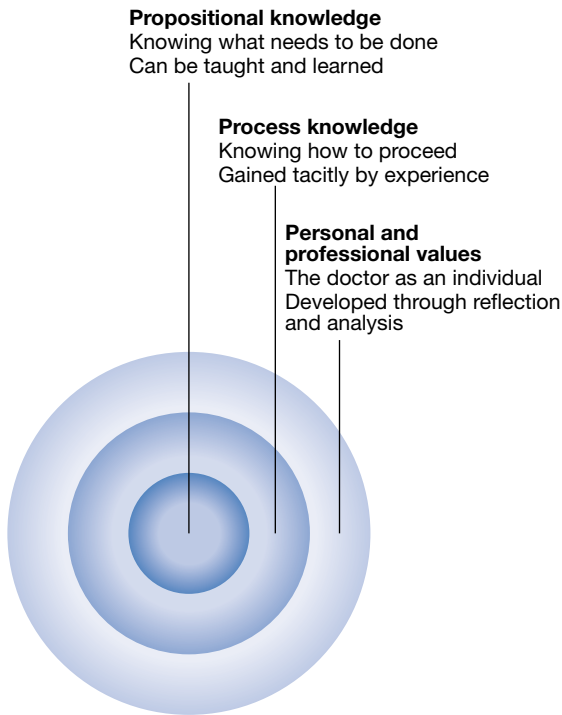 Propositional knowledge
Knowing what needs to be done
Can be taught and learned
Process knowledge
Knowing how to proceed
Gained tacitly by experience
Personal and
professional values
The doctor as an individual
Developed through reflection
and analysis